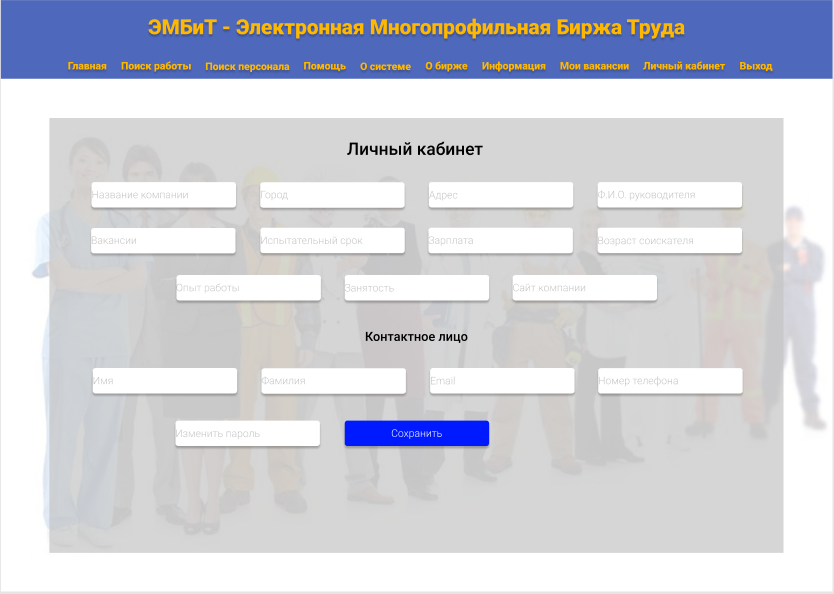 ЭМБиТ - Электронная Многопрофильная Биржа Труда
Главная Поиск работы Поиск персонала Помощь О системе О бирже Информация Мои вакансии Личный кабинет Выход
Личный кабинет
Название компании Город Адрес Ф.И.О. руководителя
Вакансии Испытательный срок Зарплата Возраст соискателя
Опыт работы Занятость Сайт компании
Контактное лицо
Имя Фамилия Email Номер телефона
Изменить пароль Сохранить